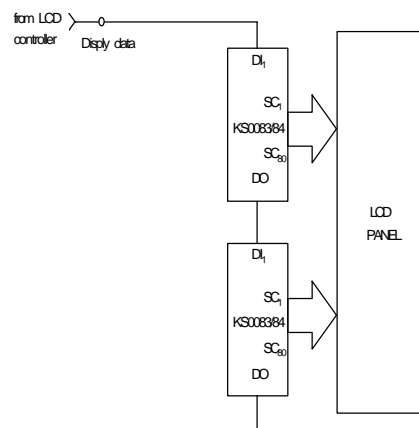 from LCD
controller
Disply data
DI₁
SC₁
KS0083/84
SC₈₀
DO
LCD
PANEL
DI₁
SC₁
KS0083/84
SC₈₀
DO